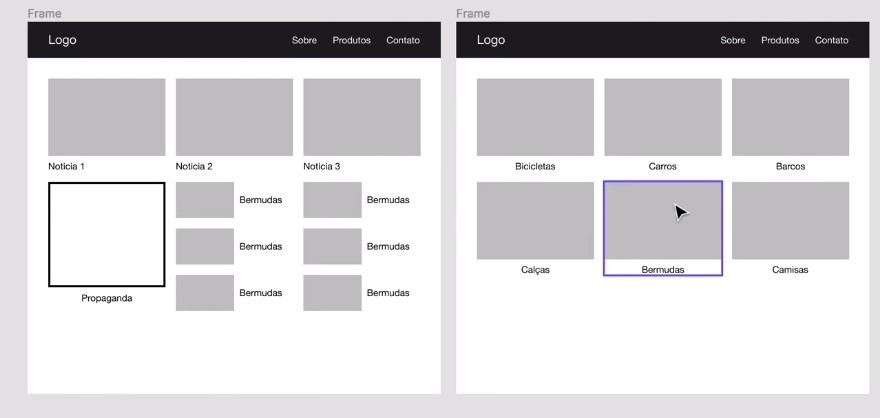 Frame
Logo
Sobre Produtos Contato
Noticia 1 Noticia 2 Noticia 3
Bermudas Bermudas
Bermudas Bermudas
Bermudas Bermudas
Propaganda
Frame
Logo
Sobre Produtos Contato
Bicicletas Carros Barcos
Calças Bermudas Camisas